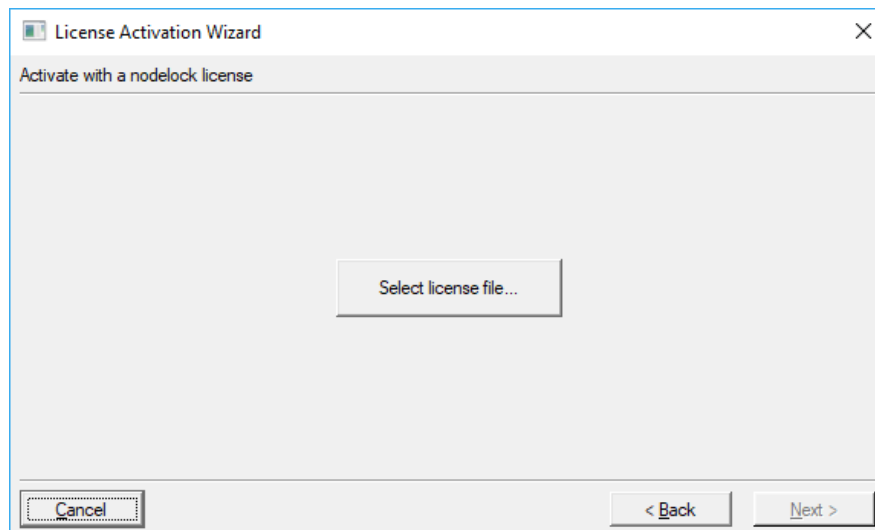 License Activation Wizard
Activate with a nodelock license
Select license file...
Cancel
< Back
Next >